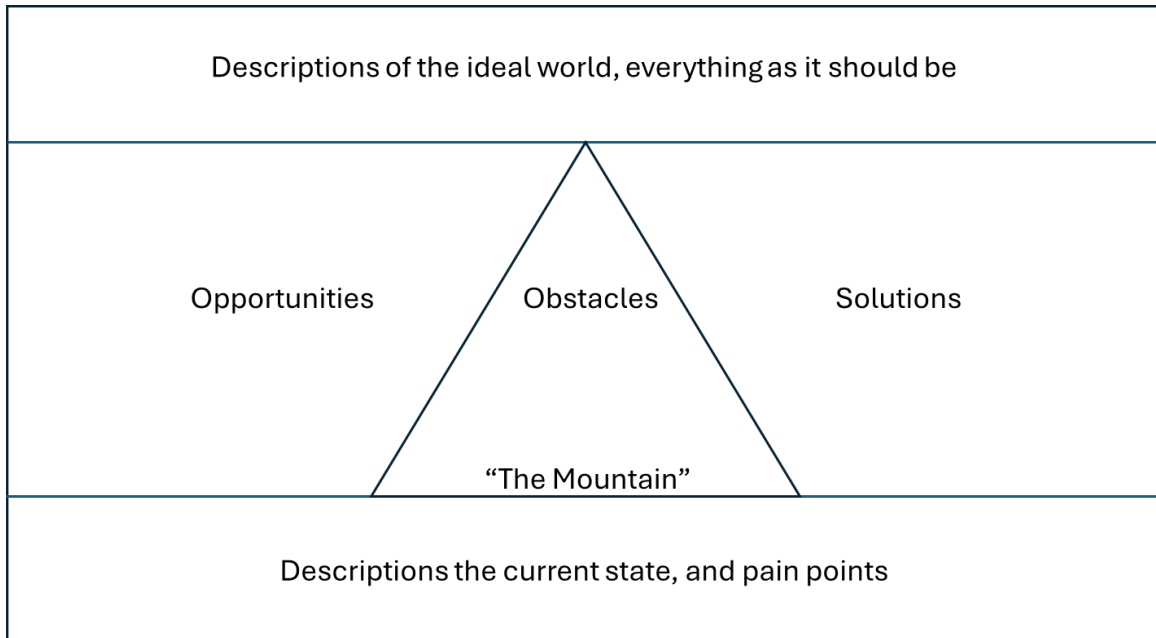 Descriptions of the ideal world, everything as it should be
Opportunities
Obstacles
Solutions
“The Mountain”
Descriptions the current state, and pain points